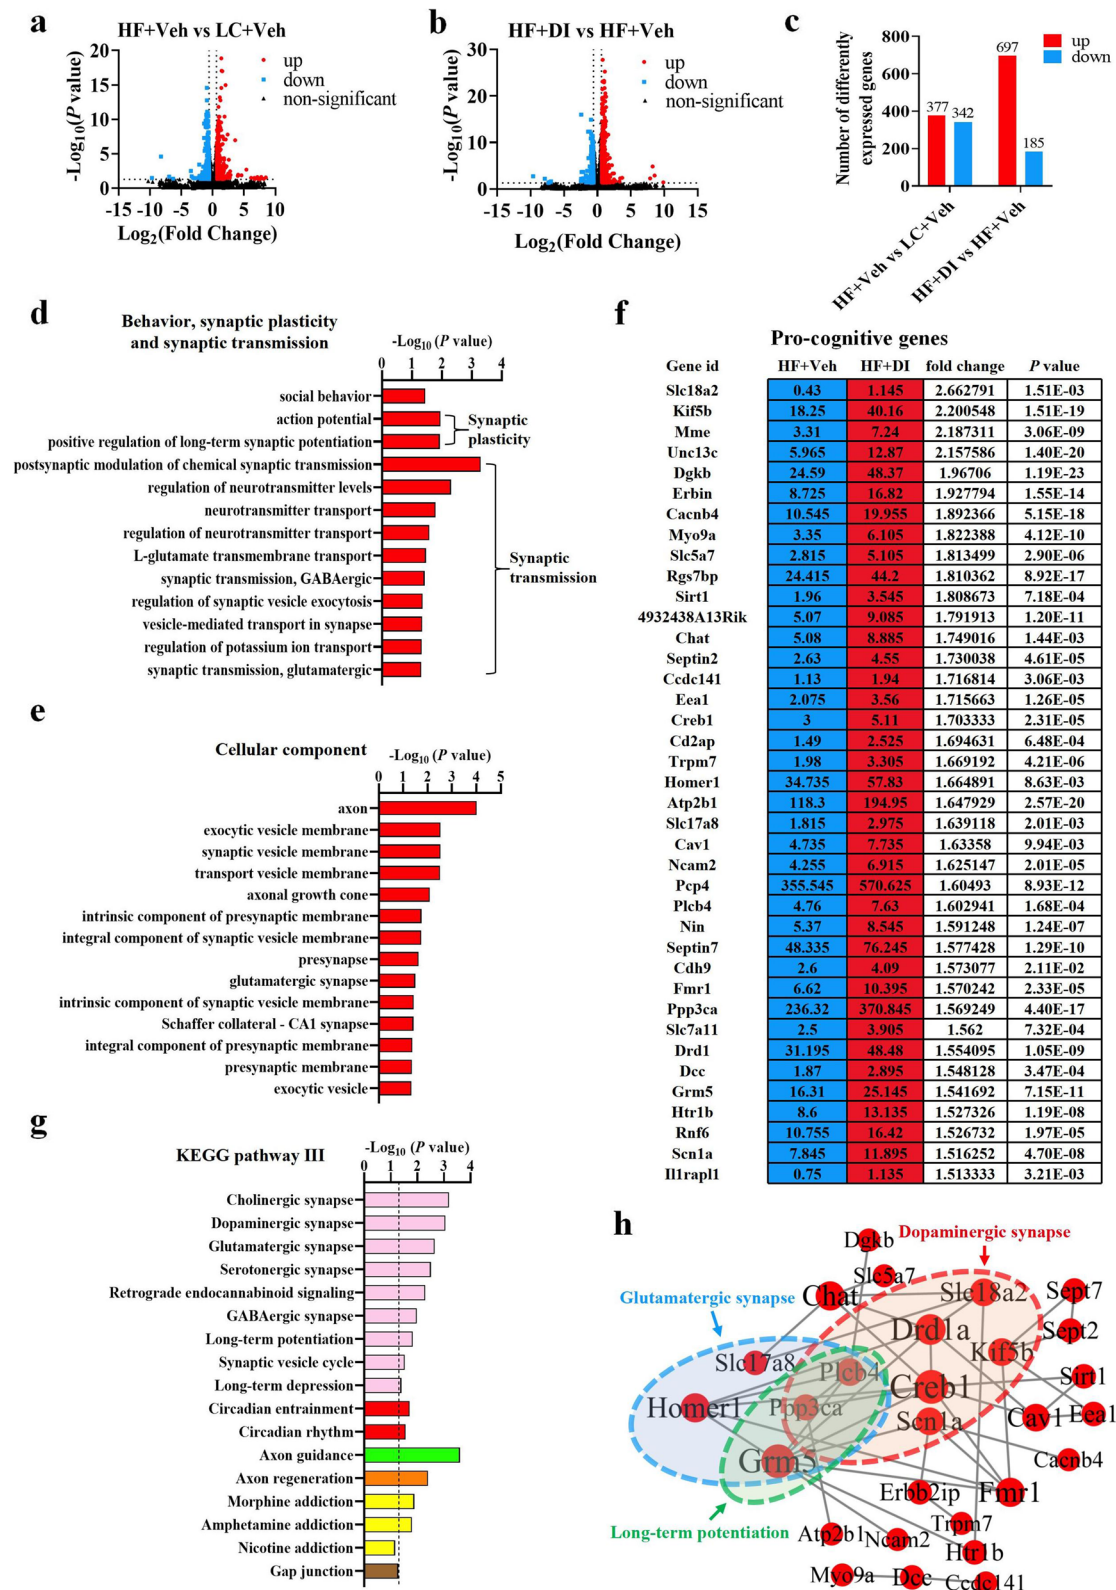 a
HF+Veh vs LC+Veh
-Log10(P value)
20
15
10
5
0
-15 -10 -5 0 5 10 15
Log2(Fold Change)
up
down
non-significant
b
HF+DI vs HF+Veh
-Log10(P value)
30
20
10
0
-15 -10 -5 0 5 10 15
Log2(Fold Change)
up
down
non-significant
c
Number of differently
expressed genes
800
600
400
200
0
377 342
697
185
up
down
HF+Veh vs LC+Veh
HF+DI vs HF+Veh
d
Behavior, synaptic plasticity
and synaptic transmission
-Log10 (P value)
0 1 2 3 4
social behavior
action potential
positive regulation of long-term synaptic potentiation
Synaptic
plasticity
postsynaptic modulation of chemical synaptic transmission
regulation of neurotransmitter levels
neurotransmitter transport
regulation of neurotransmitter transport
L-glutamate transmembrane transport
synaptic transmission, GABAergic
regulation of synaptic vesicle exocytosis
vesicle-mediated transport in synapse
regulation of potassium ion transport
synaptic transmission, glutamatergic
Synaptic
transmission
e
Cellular component
-Log10 (P value)
0 1 2 3 4 5
axon
exocytic vesicle membrane
synaptic vesicle membrane
transport vesicle membrane
axonal growth cone
intrinsic component of presynaptic membrane
integral component of synaptic vesicle membrane
presynapse
glutamatergic synapse
intrinsic component of synaptic vesicle membrane
Schaffer collateral - CA1 synapse
integral component of presynaptic membrane
presynaptic membrane
exocytic vesicle
f
Pro-cognitive genes
Gene id HF+Veh HF+DI fold change P value
Slc18a2 0.43 1.145 2.662791 1.51E-03
Kif5b 18.25 40.16 2.200548 1.51E-19
Mme 3.31 7.24 2.187311 3.06E-09
Unc13c 5.965 12.87 2.157586 1.40E-20
Dgkb 24.59 48.37 1.96706 1.19E-23
Erbin 8.725 16.82 1.927794 1.55E-14
Cacnb4 10.545 19.955 1.892366 5.15E-18
Myo9a 3.35 6.105 1.822388 4.12E-10
Slc5a7 2.815 5.105 1.813499 2.90E-06
Rgs7bp 24.415 44.2 1.810362 8.92E-17
Sirt1 1.96 3.545 1.808673 7.18E-04
4932438A13Rik 5.07 9.085 1.791913 1.20E-11
Chat 5.08 8.885 1.749016 1.44E-03
Septin2 2.63 4.55 1.730038 4.61E-05
Ccdc141 1.13 1.94 1.716814 3.06E-03
Eea1 2.075 3.56 1.715663 1.26E-05
Creb1 3 5.11 1.703333 2.31E-05
Cd2ap 1.49 2.525 1.694631 6.48E-04
Trpm7 1.98 3.305 1.669192 4.21E-06
Homer1 34.735 57.83 1.664891 8.63E-03
Atp2b1 118.3 194.95 1.647929 2.57E-20
Slc17a8 1.815 2.975 1.639118 2.01E-03
Cav1 4.735 7.735 1.63358 9.94E-03
Ncam2 4.255 6.915 1.625147 2.01E-05
Pcp4 355.545 570.625 1.60493 8.93E-12
Plcb4 4.76 7.63 1.602941 1.68E-04
Nin 5.37 8.545 1.591248 1.24E-07
Septin7 48.335 76.245 1.577428 1.29E-10
Cdh9 2.6 4.09 1.573077 2.11E-02
Fmr1 6.62 10.395 1.570242 2.33E-05
Ppp3ca 236.32 370.845 1.569249 4.40E-17
Slc7a11 2.5 3.905 1.562 7.32E-04
Drd1 31.195 48.48 1.554095 1.05E-09
Dcc 1.87 2.895 1.548128 3.47E-04
Grm5 16.31 25.145 1.541692 7.15E-11
Htr1b 8.6 13.135 1.527326 1.19E-08
Rnf6 10.755 16.42 1.526732 1.97E-05
Scn1a 7.845 11.895 1.516252 4.70E-08
Il1rapl1 0.75 1.135 1.513333 3.21E-03
g
KEGG pathway III
-Log10 (P value)
0 1 2 3 4
Cholinergic synapse
Dopaminergic synapse
Glutamatergic synapse
Serotonergic synapse
Retrograde endocannabinoid signaling
GABAergic synapse
Long-term potentiation
Synaptic vesicle cycle
Long-term depression
Circadian entrainment
Circadian rhythm
Axon guidance
Axon regeneration
Morphine addiction
Amphetamine addiction
Nicotine addiction
Gap junction
h
Dopaminergic synapse
Glutamatergic synapse
Long-term potentiation
Dgkb
Slc5a7
Chat
Slc18a2
Sept7
Drd1a
Sept2
Kif5b
Slc17a8
Plcb4
Sirt1
Creb1
Homer1
Ppp3ca
Scn1a
Cav1
Eea1
Cacnb4
Grm5
Erbb2ip
Fmr1
Trpm7
Atp2b1
Ncam2
Htr1b
Myo9a
Dcc
Ccdc141